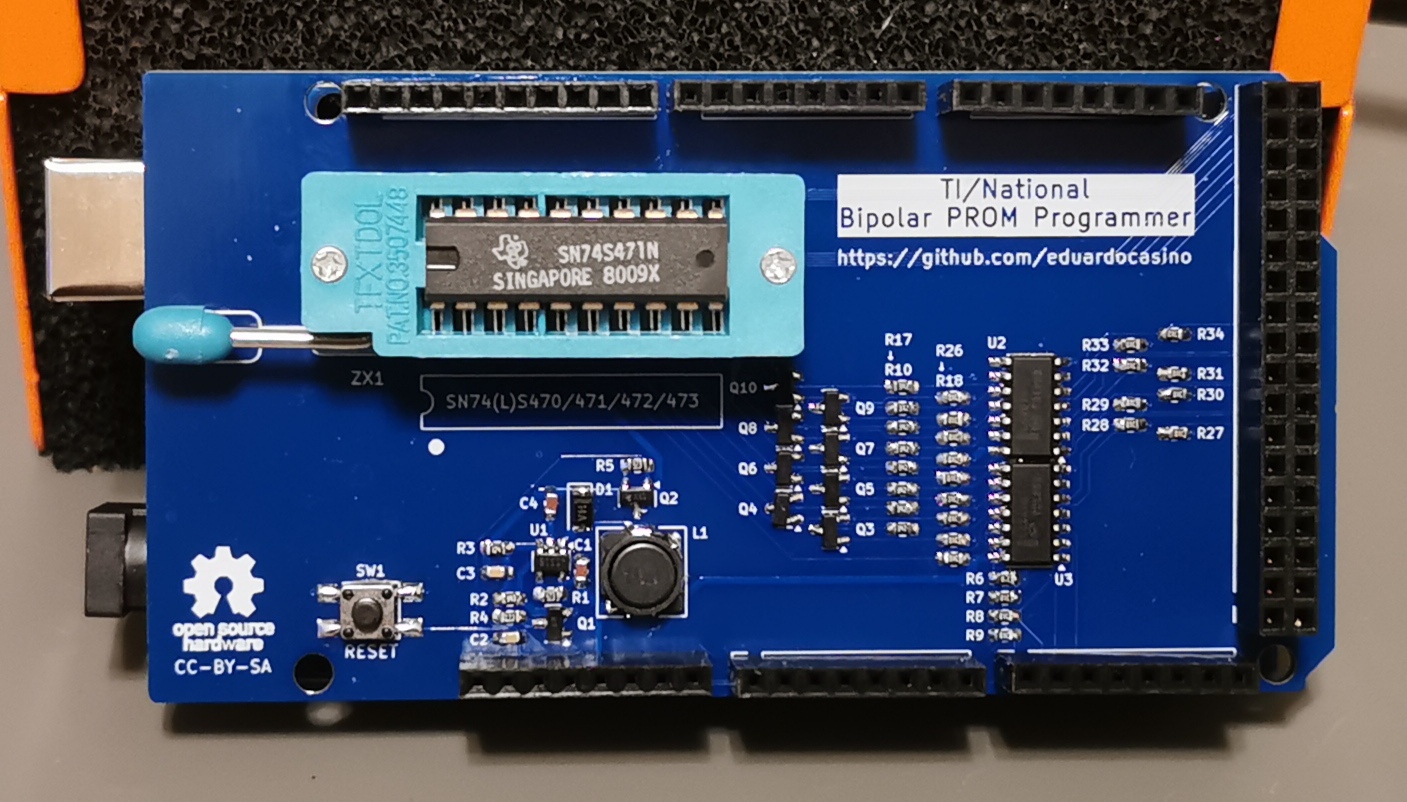 TI/National
Bipolar PROM Programmer
https://github.com/eduardocasino
TEXTOOL
PAT.NO.3507448
SN74S471N
SINGAPORE 8009X
ZX1
SN74(L)S470/471/472/473
Q10
Q9
Q8
Q7
Q6
Q5
Q4
Q3
R17
↓
R10
R26
↓
R18
U2
U3
R33
R32
R29
R28
R34
R31
R30
R27
R5
D1
Q2
C4
U1
C1
L1
R3
C3
R2
R1
R4
Q1
C2
R6
R7
R8
R9
SW1
RESET
open source
hardware
CC-BY-SA